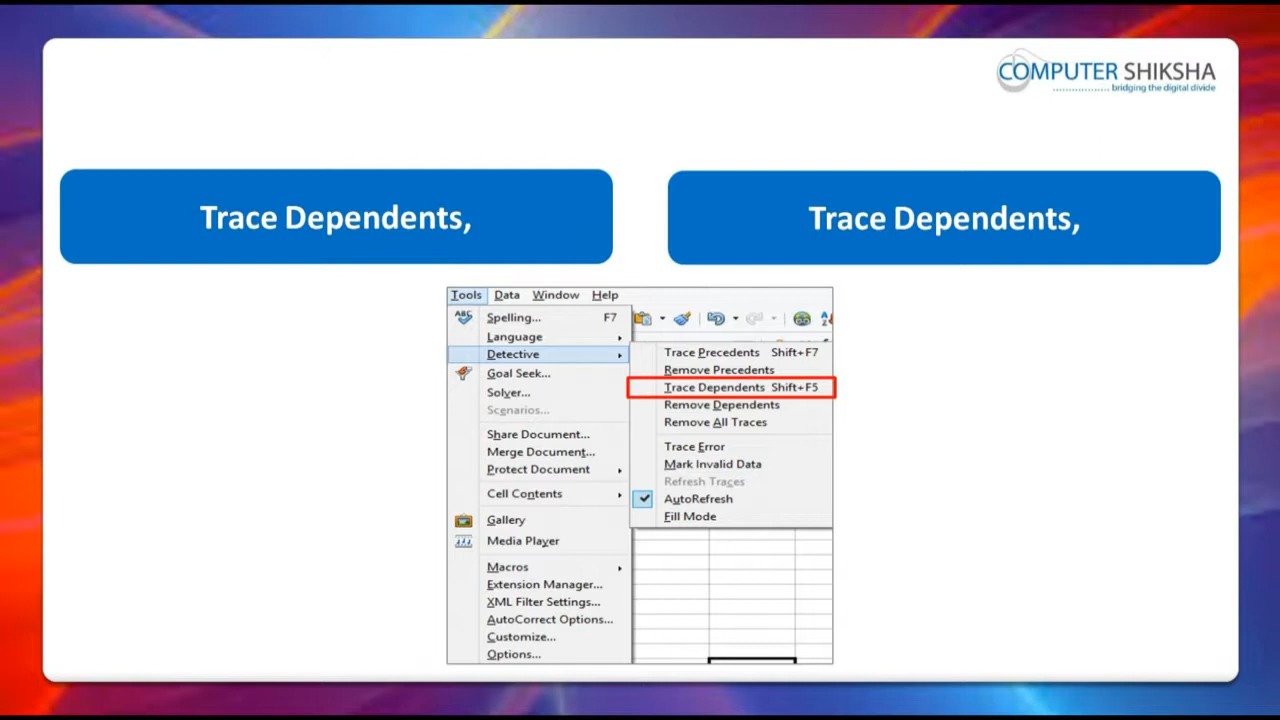 COMPUTER SHIKSHA
bridging the digital divide
Trace Dependents,
Trace Dependents,
Tools Data Window Help
ABC Spelling... F7
Language
Detective
Goal Seek...
Solver...
Scenarios...
Share Document...
Merge Document...
Protect Document
Cell Contents
Gallery
Media Player
Macros
Extension Manager...
XML Filter Settings...
AutoCorrect Options...
Customize...
Options...
Trace Precedents Shift+F7
Remove Precedents
Trace Dependents Shift+F5
Remove Dependents
Remove All Traces
Trace Error
Mark Invalid Data
Refresh Traces
AutoRefresh
Fill Mode